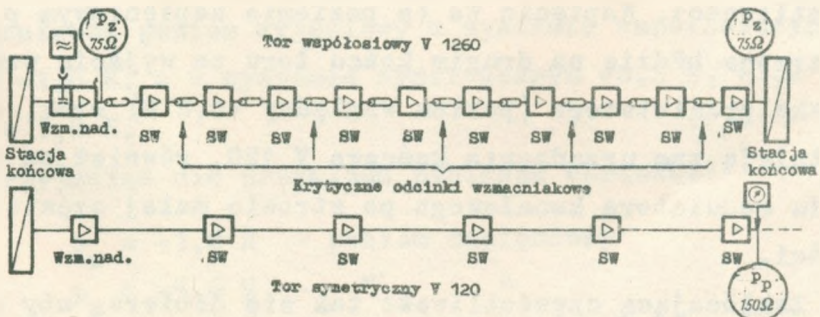 Pz
75Ω
Tor współosiowy V 1260
Pz
75Ω
Wzm.nad.
SW SW SW SW SW SW SW SW SW SW
Stacja końcowa
Stacja końcowa
Krytyczne odcinki wzmacniakowe
Wzm.nad.
SW SW SW SW SW
Tor symetryczny V 120
Pp
150Ω